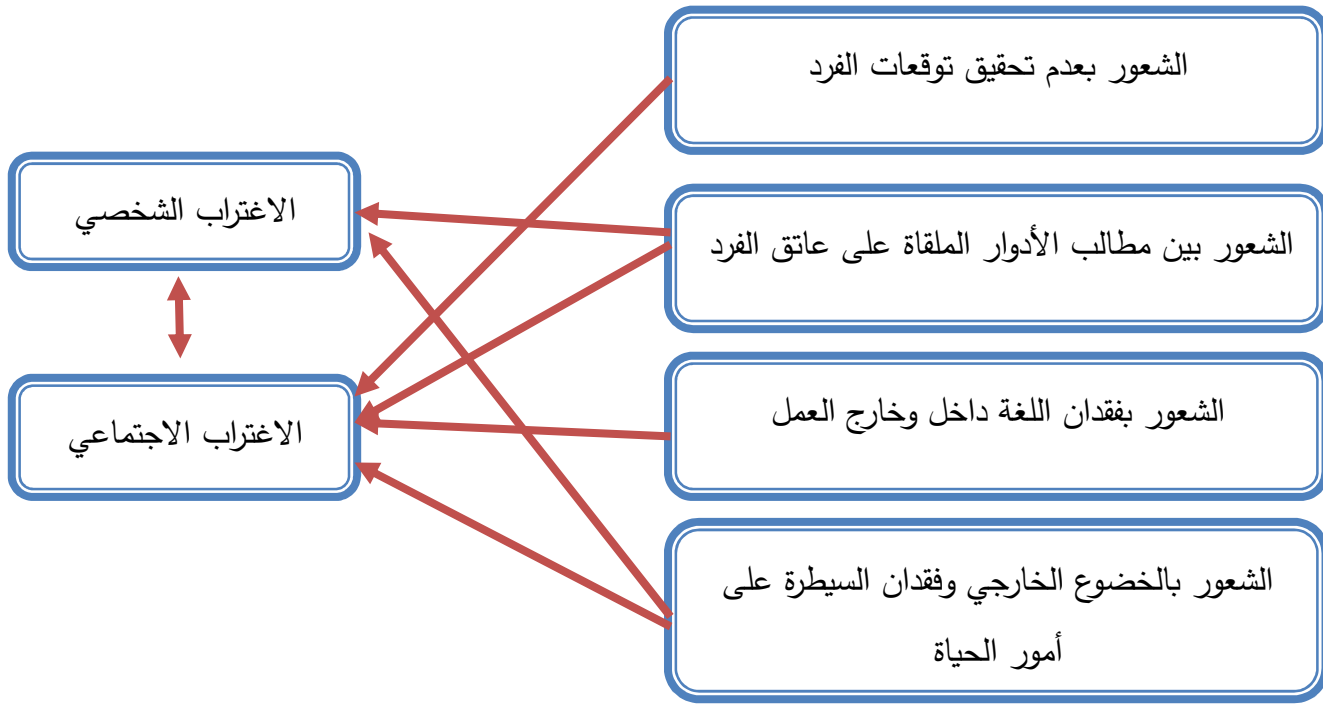 الشعور بعدم تحقيق توقعات الفرد
الشعور بين مطالب الأدوار الملقاة على عاتق الفرد
الشعور بفقدان اللغة داخل وخارج العمل
الشعور بالخضوع الخارجي وفقدان السيطرة على
أمور الحياة
الاغتراب الشخصي
الاغتراب الاجتماعي